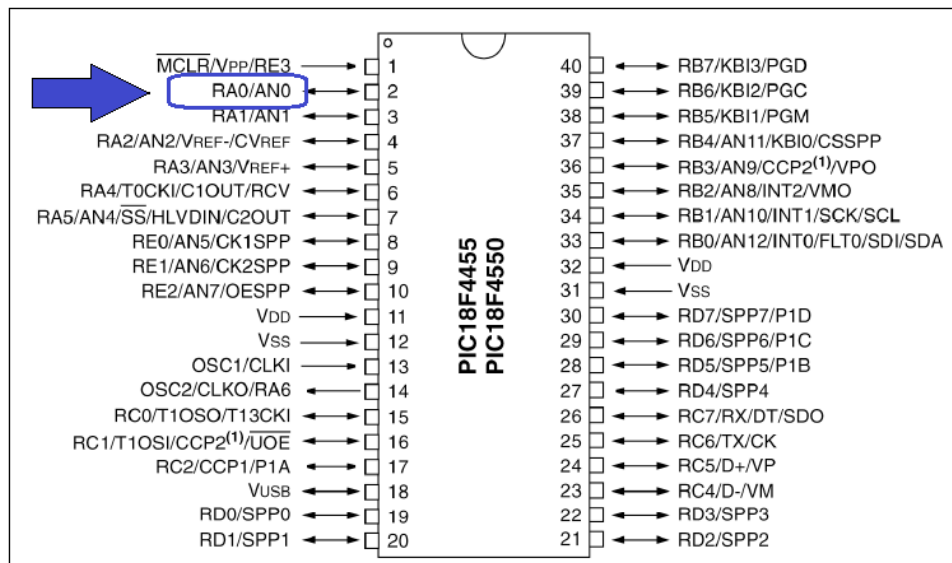 MCLR/VPP/RE3 1
RA0/AN0 2
RA1/AN1 3
RA2/AN2/VREF-/CVREF 4
RA3/AN3/VREF+ 5
RA4/T0CKI/C1OUT/RCV 6
RA5/AN4/SS/HLVDIN/C2OUT 7
RE0/AN5/CK1SPP 8
RE1/AN6/CK2SPP 9
RE2/AN7/OESPP 10
VDD 11
VSS 12
OSC1/CLKI 13
OSC2/CLKO/RA6 14
RC0/T1OSO/T13CKI 15
RC1/T1OSI/CCP2(1)/UOE 16
RC2/CCP1/P1A 17
VUSB 18
RD0/SPP0 19
RD1/SPP1 20
PIC18F4455
PIC18F4550
40 RB7/KBI3/PGD
39 RB6/KBI2/PGC
38 RB5/KBI1/PGM
37 RB4/AN11/KBI0/CSSPP
36 RB3/AN9/CCP2(1)/VPO
35 RB2/AN8/INT2/VMO
34 RB1/AN10/INT1/SCK/SCL
33 RB0/AN12/INT0/FLT0/SDI/SDA
32 VDD
31 VSS
30 RD7/SPP7/P1D
29 RD6/SPP6/P1C
28 RD5/SPP5/P1B
27 RD4/SPP4
26 RC7/RX/DT/SDO
25 RC6/TX/CK
24 RC5/D+/VP
23 RC4/D-/VM
22 RD3/SPP3
21 RD2/SPP2